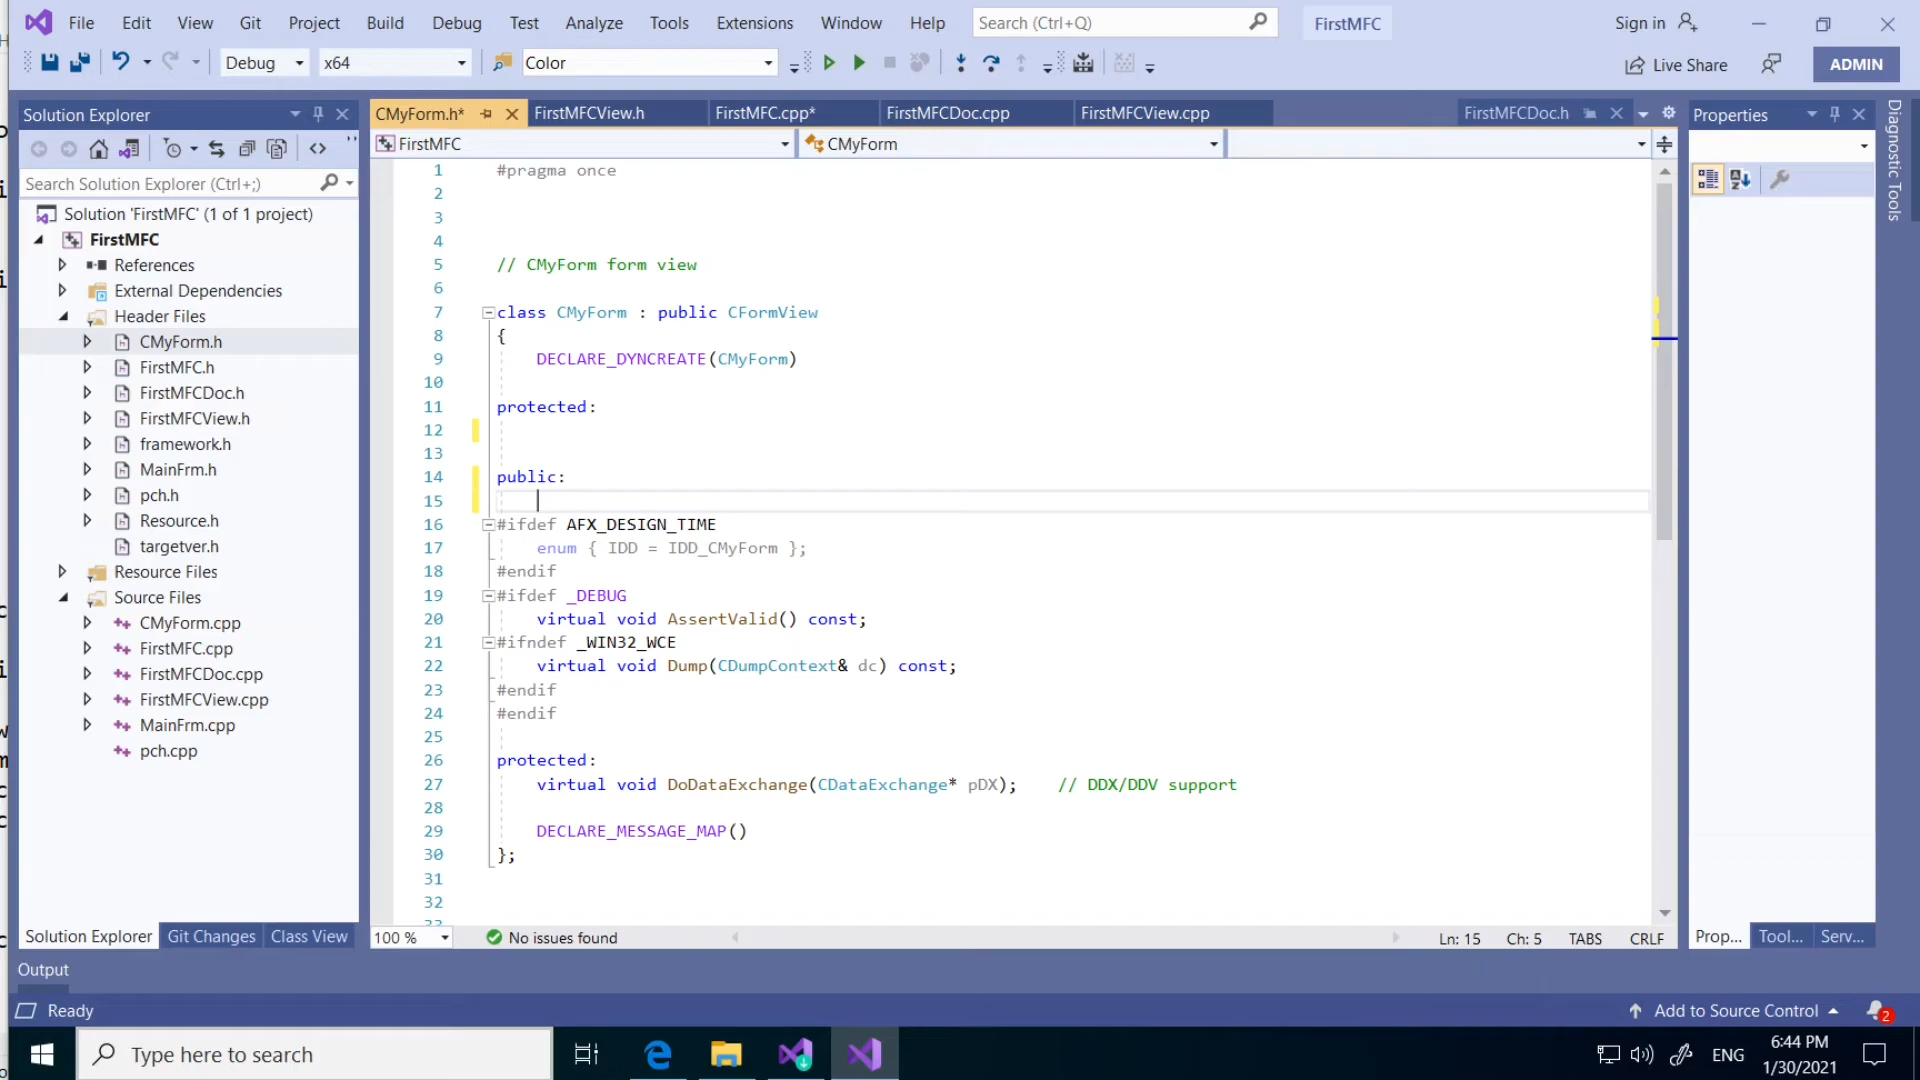 File Edit View Git Project Build Debug Test Analyze Tools Extensions Window Help Search (Ctrl+Q) FirstMFC Sign in
Debug x64 Color Live Share ADMIN
Solution Explorer CMyForm.h* FirstMFCView.h FirstMFC.cpp* FirstMFCDoc.cpp FirstMFCView.cpp FirstMFCDoc.h Properties
FirstMFC CMyForm
Search Solution Explorer (Ctrl+;)
Solution 'FirstMFC' (1 of 1 project)
FirstMFC
References
External Dependencies
Header Files
CMyForm.h
FirstMFC.h
FirstMFCDoc.h
FirstMFCView.h
framework.h
MainFrm.h
pch.h
Resource.h
targetver.h
Resource Files
Source Files
CMyForm.cpp
FirstMFC.cpp
FirstMFCDoc.cpp
FirstMFCView.cpp
MainFrm.cpp
pch.cpp
Solution Explorer Git Changes Class View
1 #pragma once
2
3
4
5 // CMyForm form view
6
7 class CMyForm : public CFormView
8 {
9 DECLARE_DYNCREATE(CMyForm)
10
11 protected:
12
13
14 public:
15
16 #ifdef AFX_DESIGN_TIME
17 enum { IDD = IDD_CMyForm };
18 #endif
19 #ifdef _DEBUG
20 virtual void AssertValid() const;
21 #ifndef _WIN32_WCE
22 virtual void Dump(CDumpContext& dc) const;
23 #endif
24 #endif
25
26 protected:
27 virtual void DoDataExchange(CDataExchange* pDX); // DDX/DDV support
28
29 DECLARE_MESSAGE_MAP()
30 };
31
32
100 % No issues found Ln: 15 Ch: 5 TABS CRLF
Diagnostic Tools
Prop... Tool... Serv...
Output
Ready Add to Source Control 2
Type here to search ENG 6:44 PM
1/30/2021